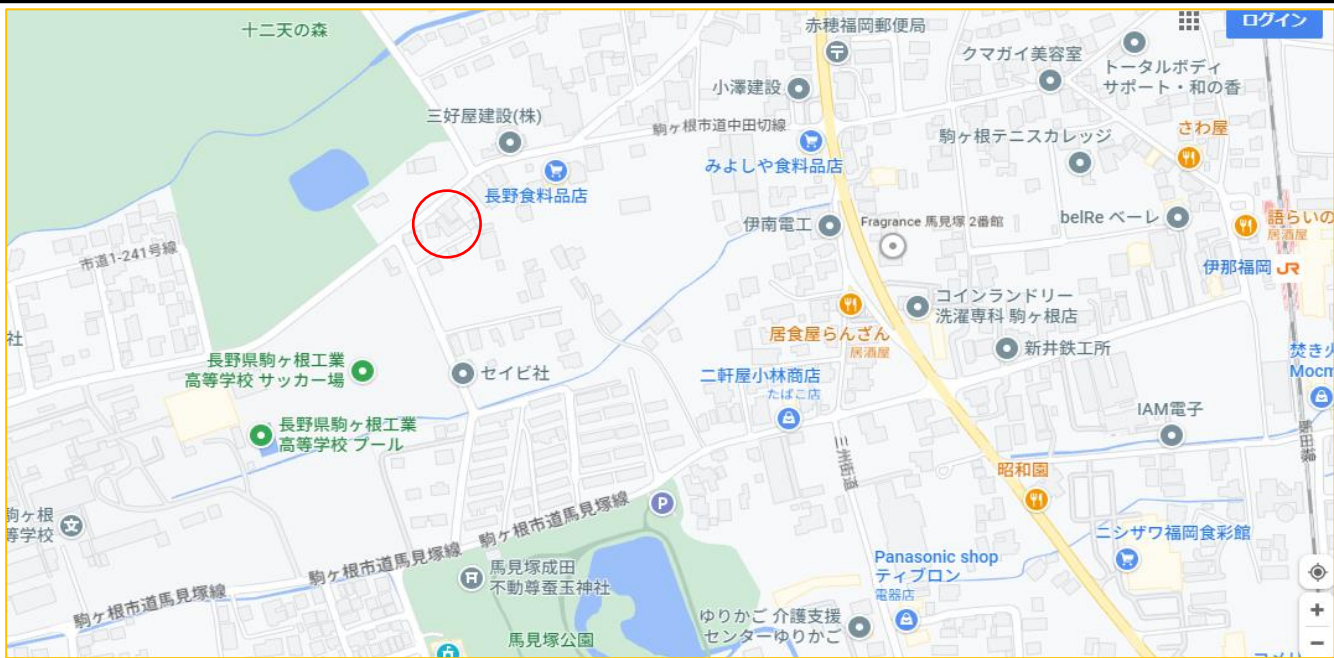 十二天の森
赤穂福岡郵便局
ログイン
クマガイ美容室
トータルボディ
サポート・和の香
小澤建設
三好屋建設(株)
駒ヶ根市道中田切線
駒ヶ根テニスカレッジ
さわ屋
みよしや食料品店
長野食料品店
伊南電工
Fragrance 馬見塚 2番館
belRe ベーレ
語らいの
居酒屋
市道1-241号線
伊那福岡
JR
コインランドリー
洗濯専科 駒ヶ根店
居食屋らんざん
居酒屋
新井鉄工所
社
長野県駒ヶ根工業
高等学校 サッカー場
セイビ社
二軒屋小林商店
たばこ店
焚き火
Mocm
IAM電子
長野県駒ヶ根工業
高等学校 プール
三州街道
飯田線
昭和園
駒ヶ根
等学校
P
駒ヶ根市道馬見塚線
駒ヶ根市道馬見塚線
駒ヶ根市道馬見塚線
ニシザワ福岡食彩館
馬見塚成田
不動尊蚕玉神社
Panasonic shop
ティブロン
電器店
ゆりかご 介護支援
センターゆりかご
馬見塚公園